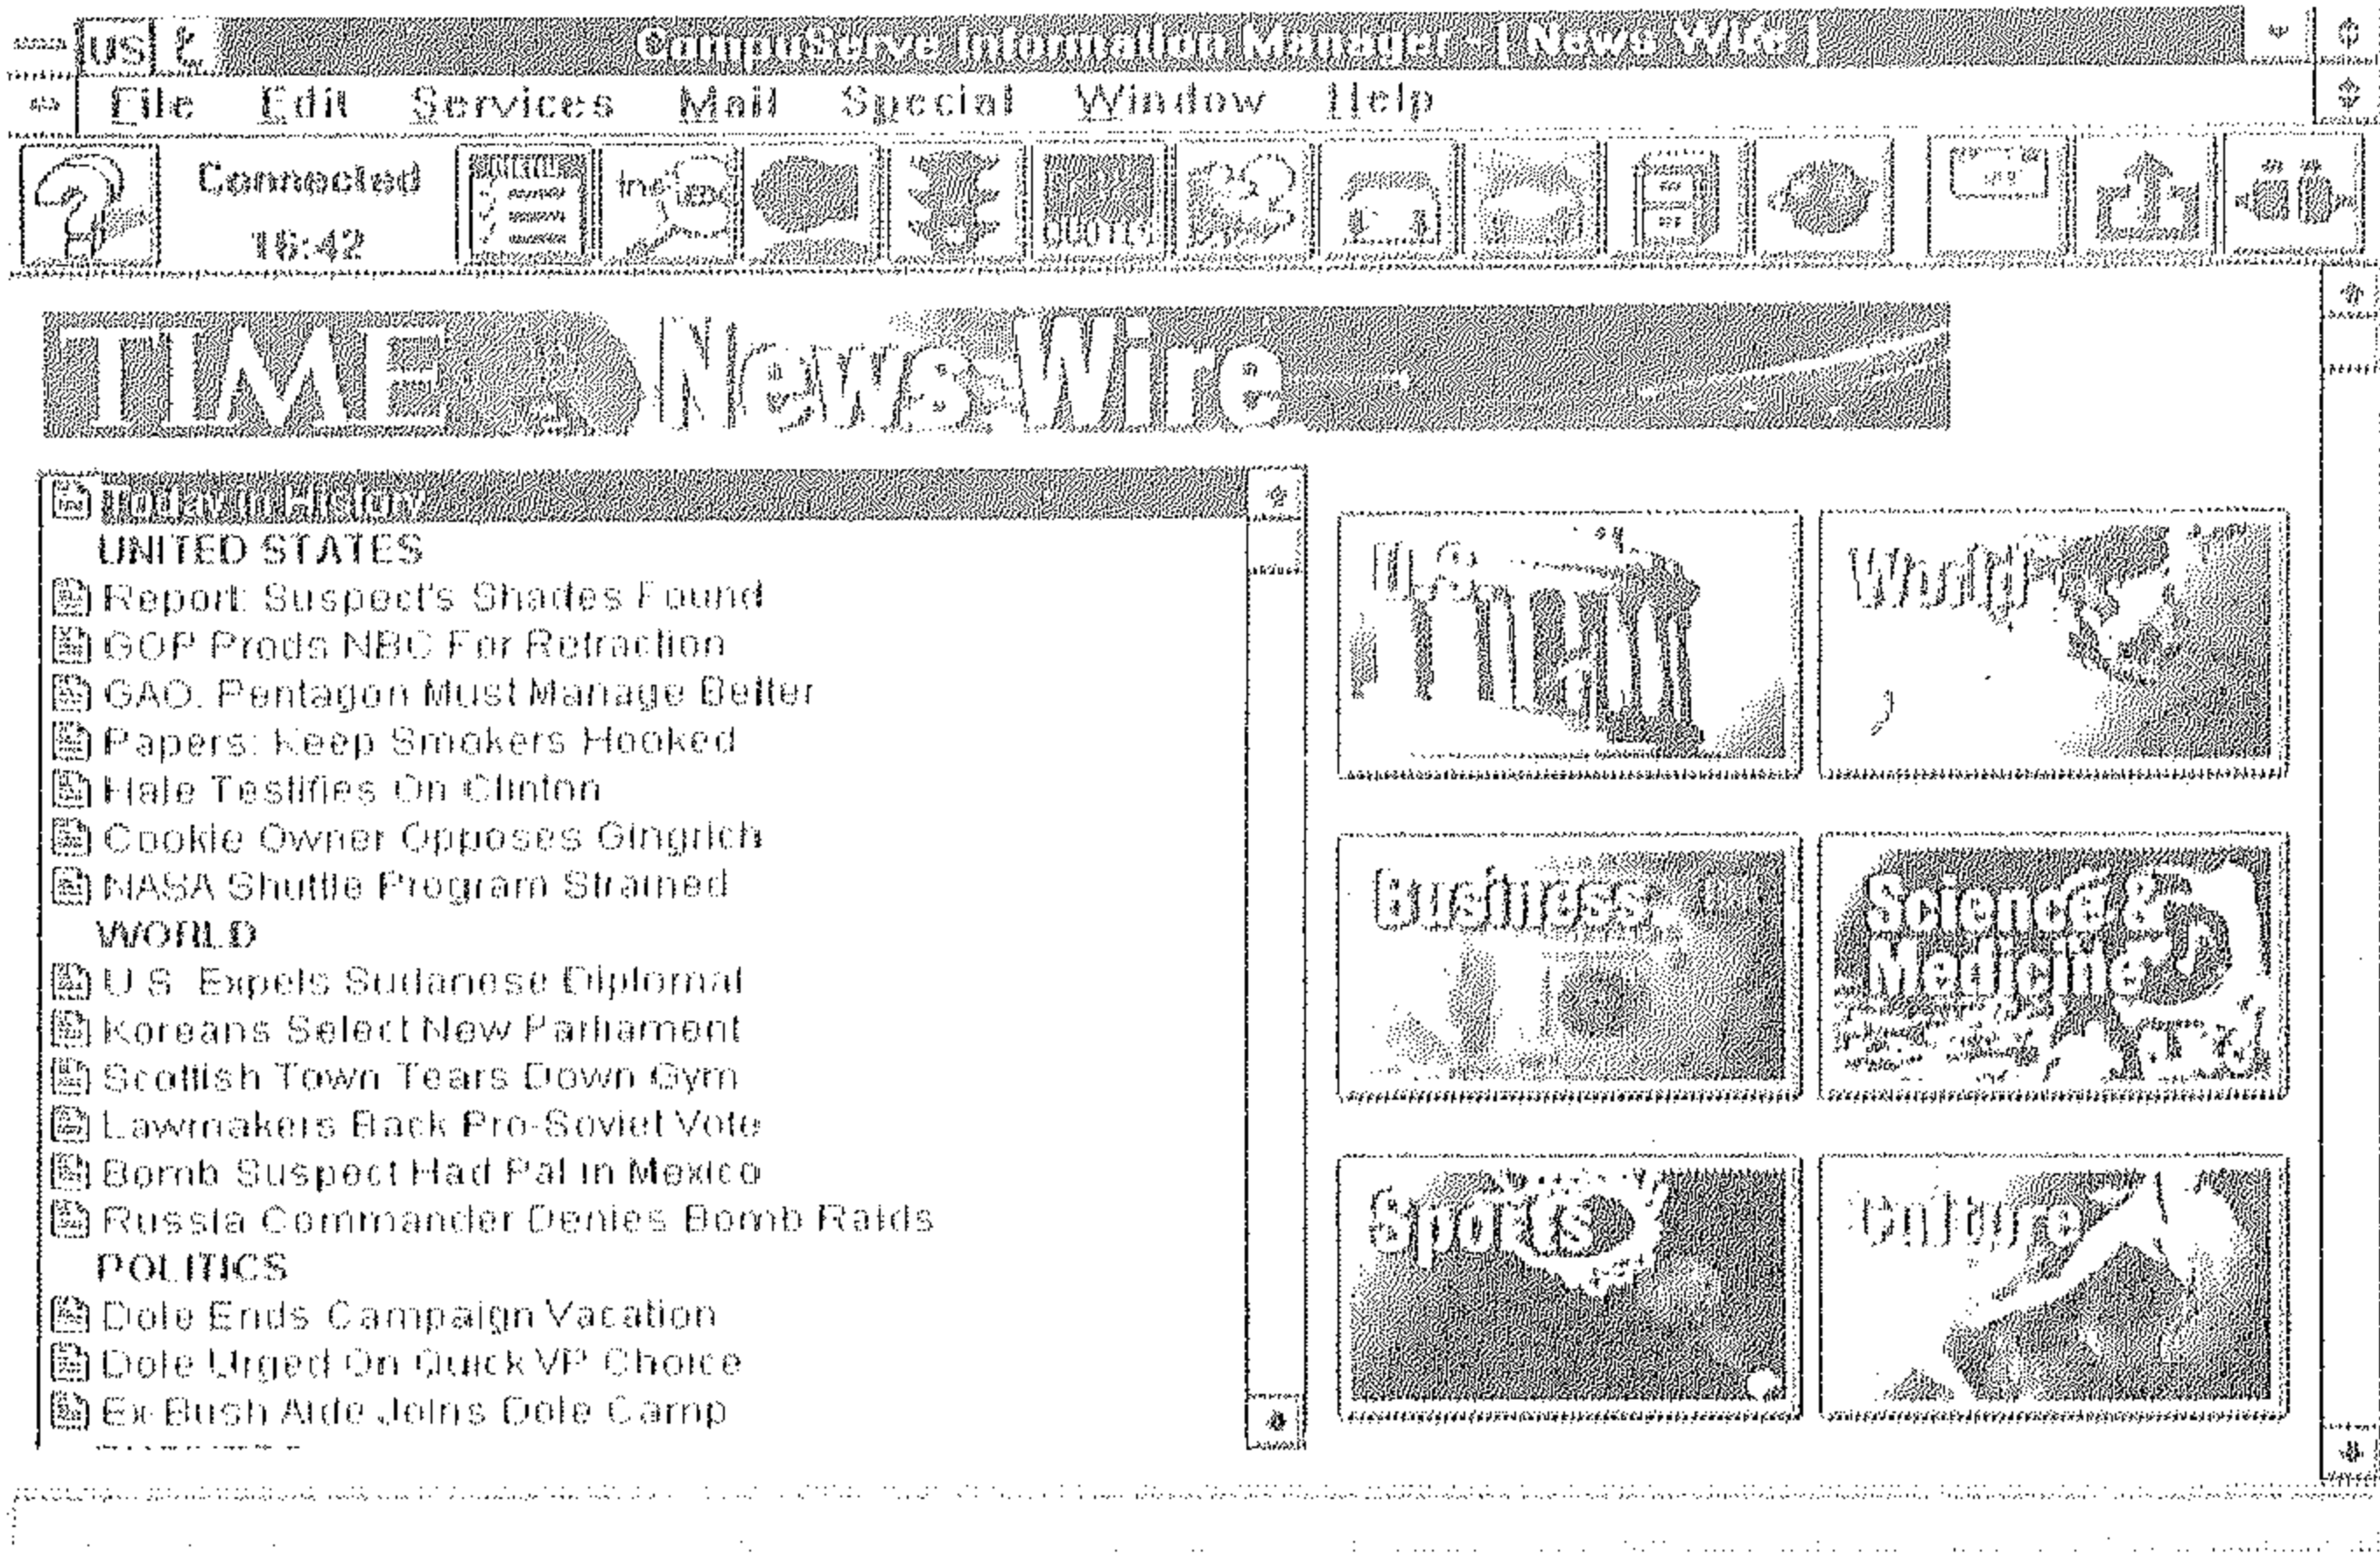 US
CompuServe Information Manager - [ News Wire ]
File Edit Services Mail Special Window Help
Connected
16:42
QUOTES
TIME News Wire
Today in History
UNITED STATES
Report: Suspect's Shades Found
GOP Prods NBC For Retraction
GAO: Pentagon Must Manage Better
Papers: Keep Smokers Hooked
Hale Testifies On Clinton
Cookie Owner Opposes Gingrich
NASA Shuttle Program Strained
WORLD
U.S. Expels Sudanese Diplomat
Koreans Select New Parliament
Scottish Town Tears Down Gym
Lawmakers Back Pro-Soviet Vote
Bomb Suspect Had Pal in Mexico
Russia Commander Denies Bomb Raids
POLITICS
Dole Ends Campaign Vacation
Dole Urged On Quick VP Choice
Ex-Bush Aide Joins Dole Camp
U.S.
World
Business
Science &
Medicine
Sports
Culture